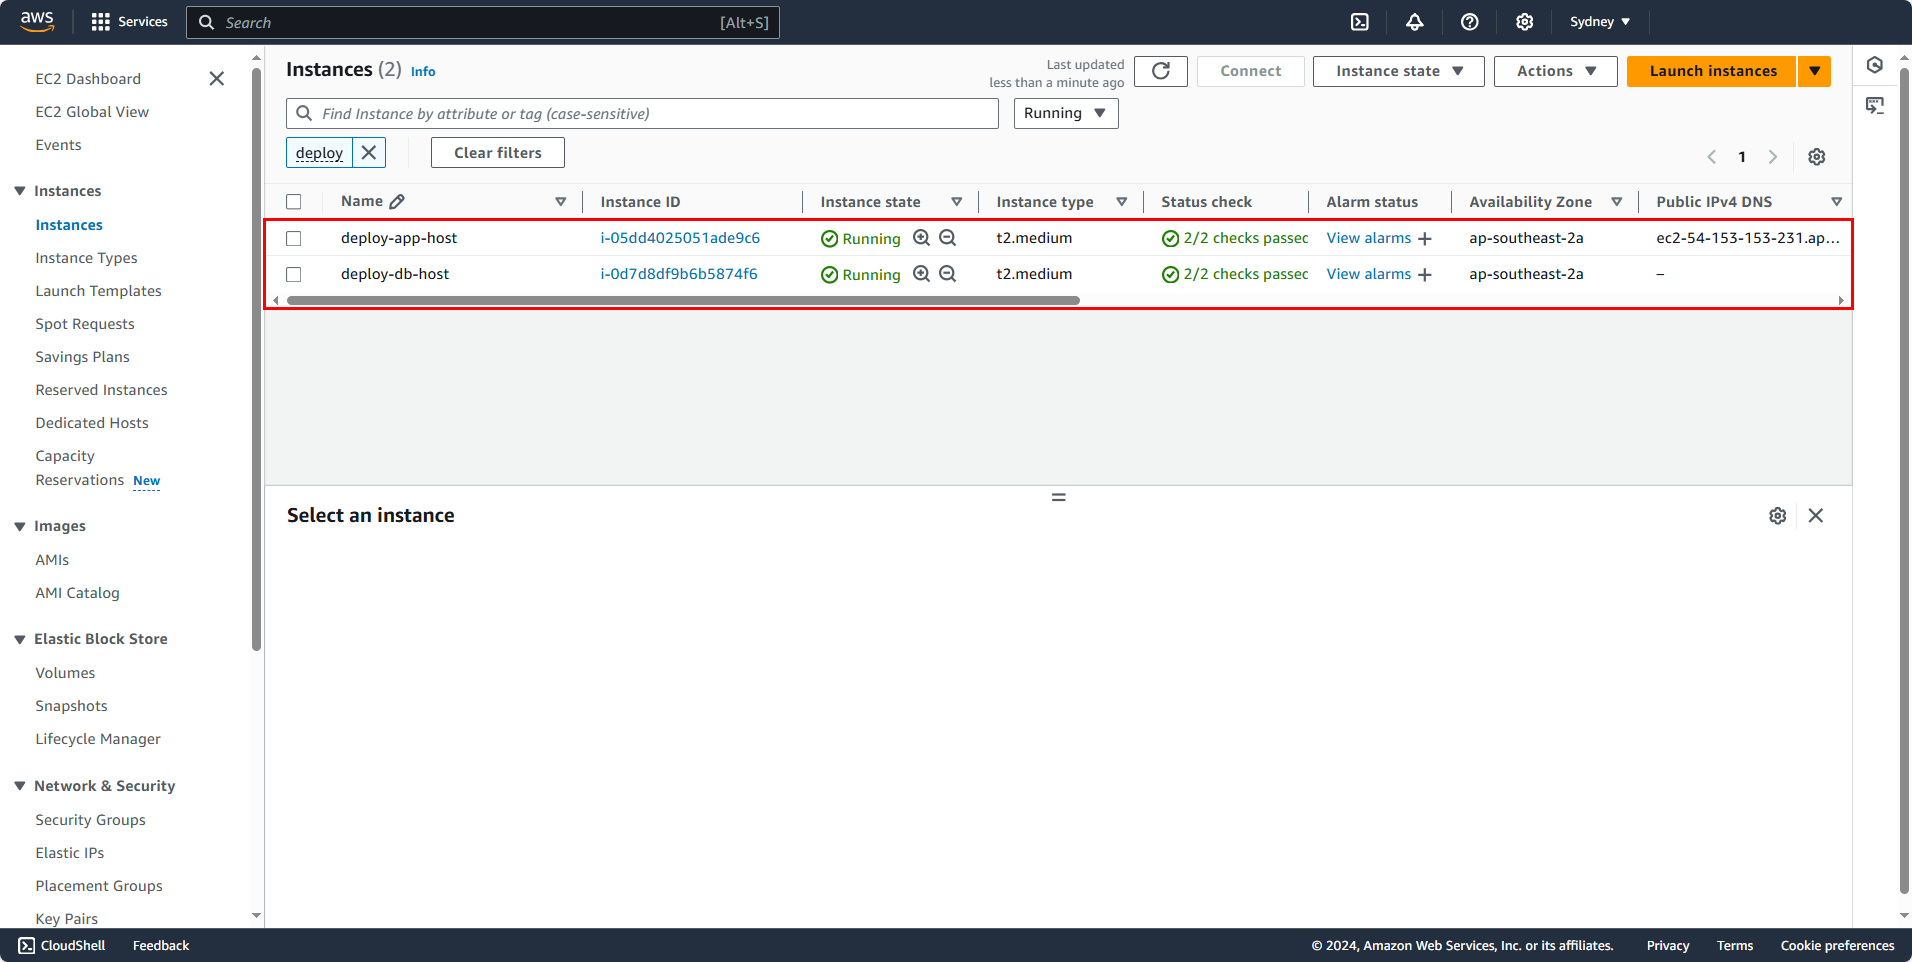 aws
Services
Search [Alt+S]
Sydney
EC2 Dashboard
EC2 Global View
Events
Instances
Instances
Instance Types
Launch Templates
Spot Requests
Savings Plans
Reserved Instances
Dedicated Hosts
Capacity
Reservations New
Images
AMIs
AMI Catalog
Elastic Block Store
Volumes
Snapshots
Lifecycle Manager
Network & Security
Security Groups
Elastic IPs
Placement Groups
Key Pairs
Instances (2) Info
Last updated
less than a minute ago
Connect
Instance state
Actions
Launch instances
Find Instance by attribute or tag (case-sensitive)
Running
deploy
Clear filters
1
Name Instance ID Instance state Instance type Status check Alarm status Availability Zone Public IPv4 DNS
deploy-app-host i-05dd4025051ade9c6 Running t2.medium 2/2 checks passed View alarms + ap-southeast-2a ec2-54-153-153-231.ap...
deploy-db-host i-0d7d8df9b6b5874f6 Running t2.medium 2/2 checks passed View alarms + ap-southeast-2a –
Select an instance
CloudShell
Feedback
© 2024, Amazon Web Services, Inc. or its affiliates.
Privacy
Terms
Cookie preferences